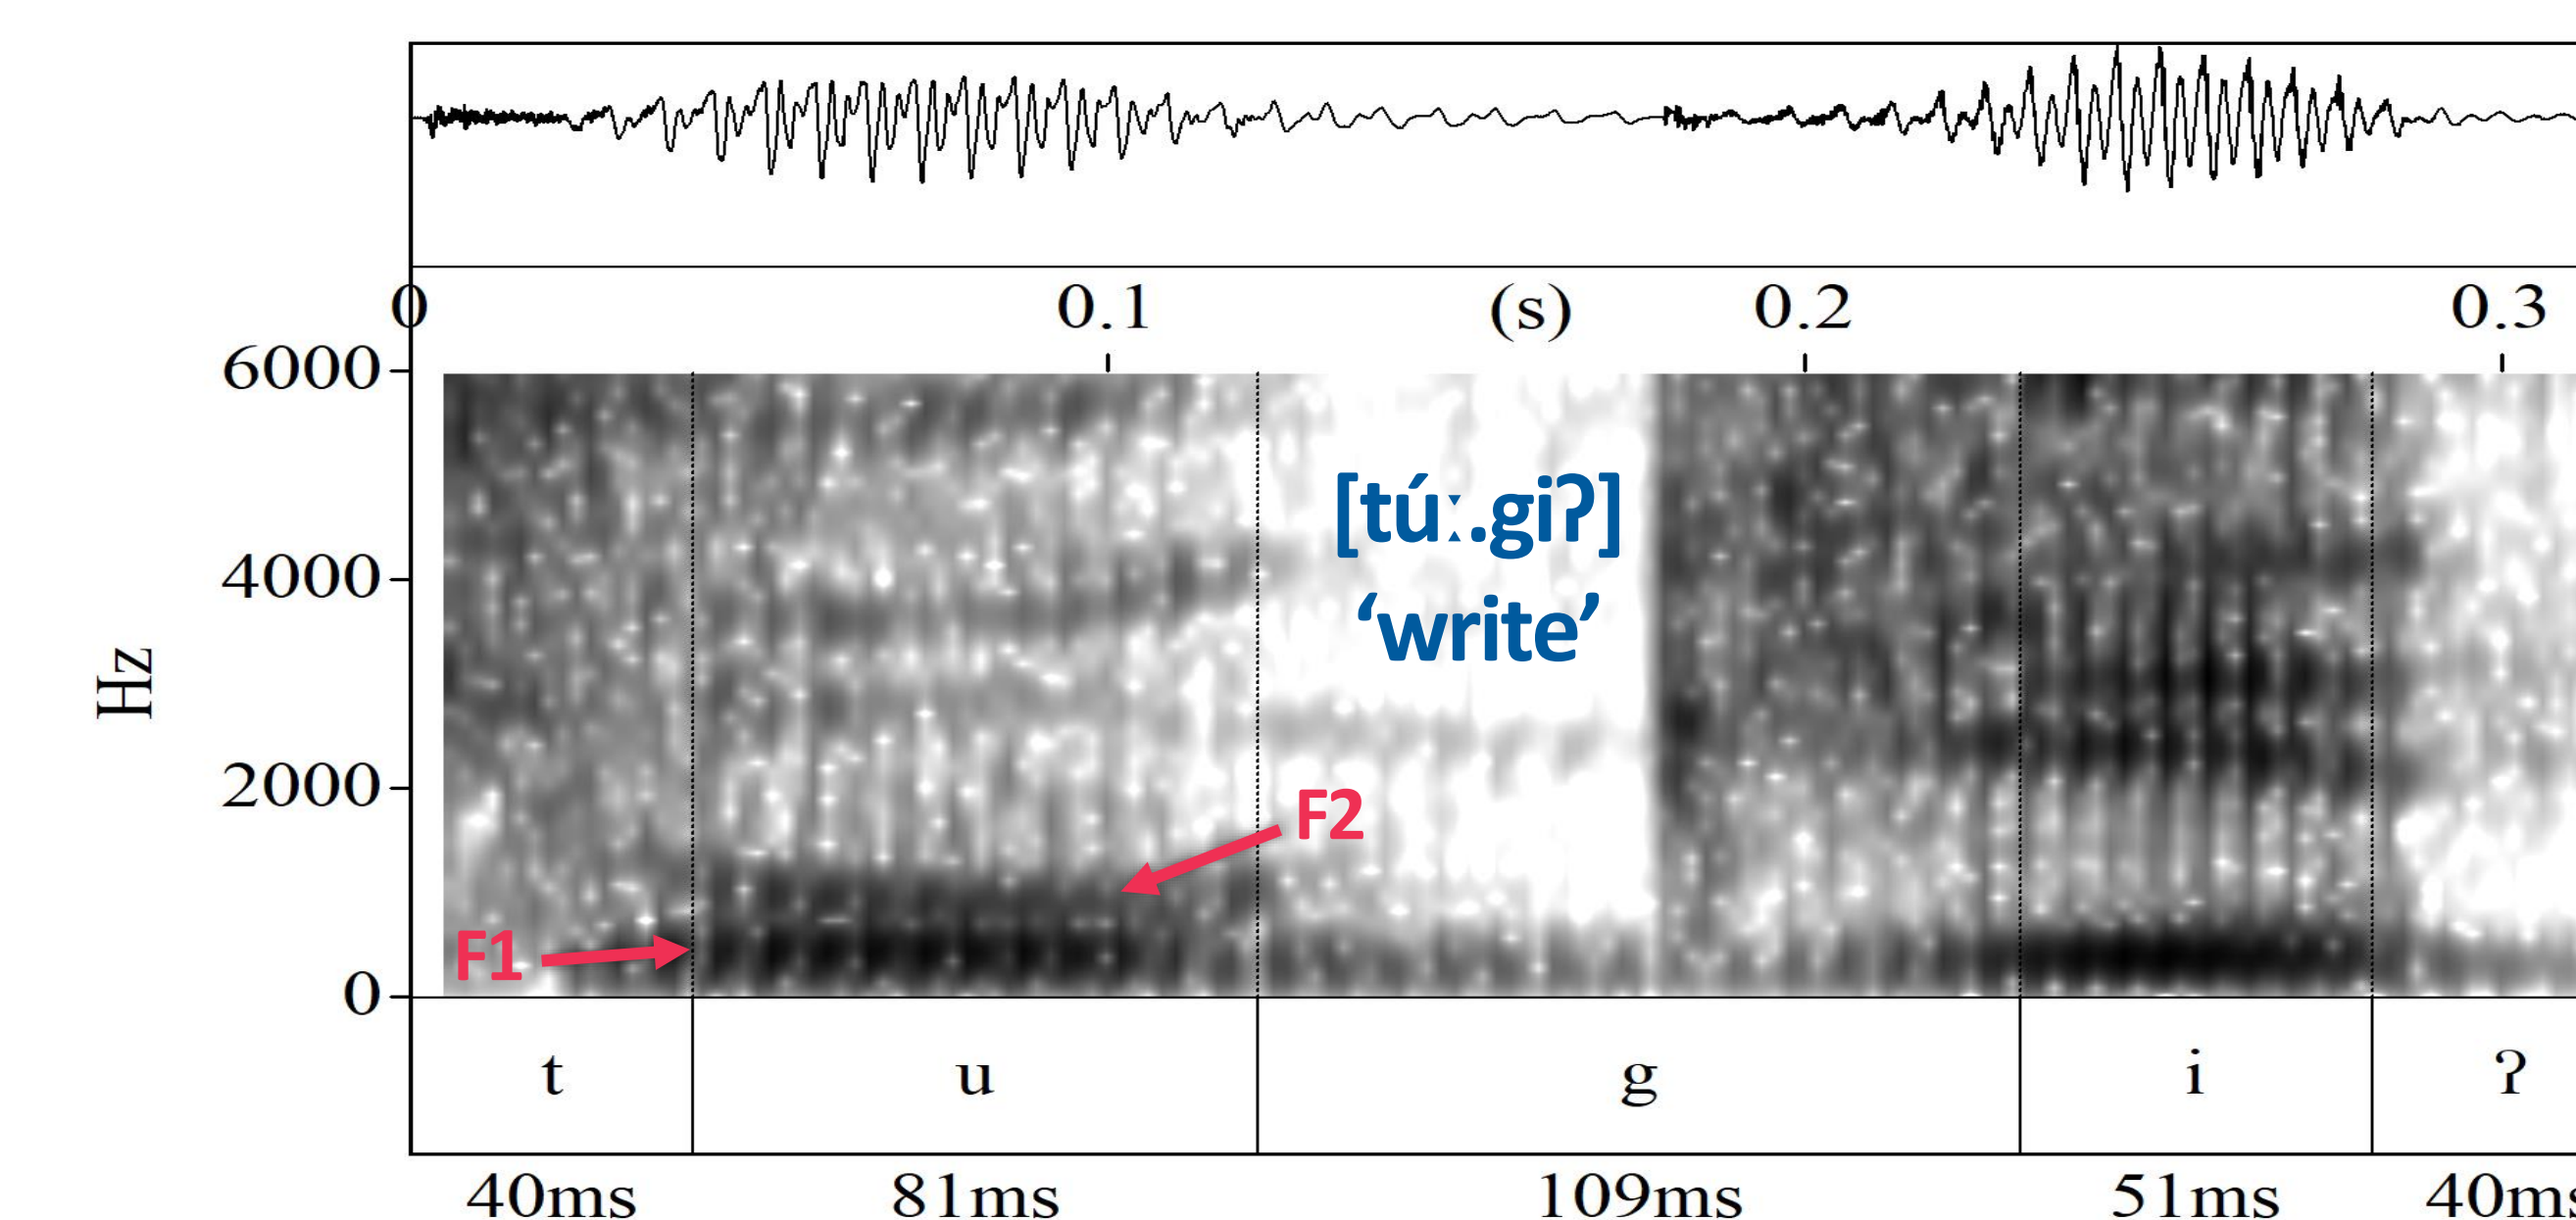 0 0.1 (s) 0.2 0.3
6000
4000
2000
0
Hz
[túː.giʔ]
‘write’
F2
F1
t u g i ʔ
40ms 81ms 109ms 51ms 40ms